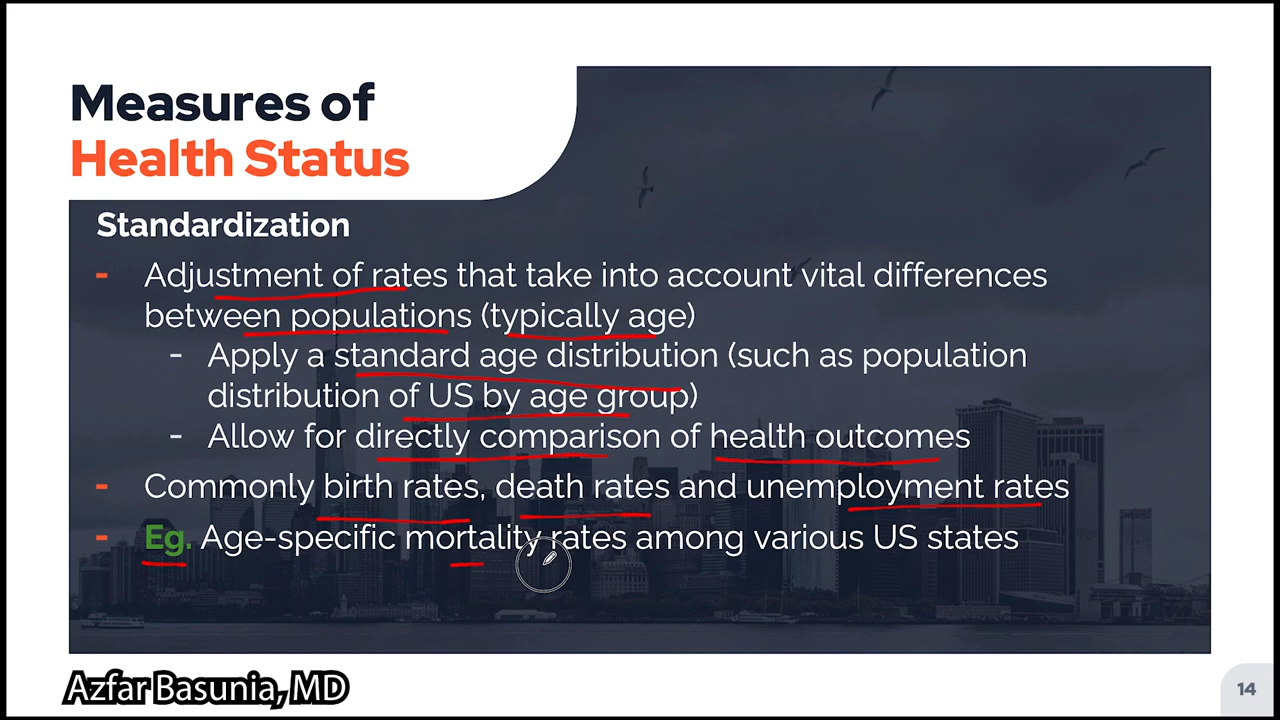 Measures of
Health Status
Standardization
- Adjustment of rates that take into account vital differences
between populations (typically age)
- Apply a standard age distribution (such as population
distribution of US by age group)
- Allow for directly comparison of health outcomes
- Commonly birth rates, death rates and unemployment rates
- Eg. Age-specific mortality rates among various US states
Azfar Basunia, MD
14